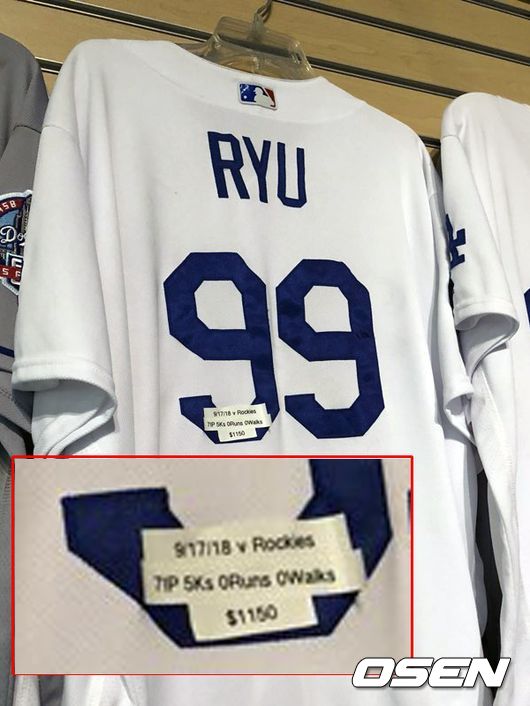 RYU
99
9/17/18 v Rockies
7IP 5Ks 0Runs 0Walks
$1150
9/17/18 v Rockies
7IP 5Ks 0Runs 0Walks
$1150
OSEN